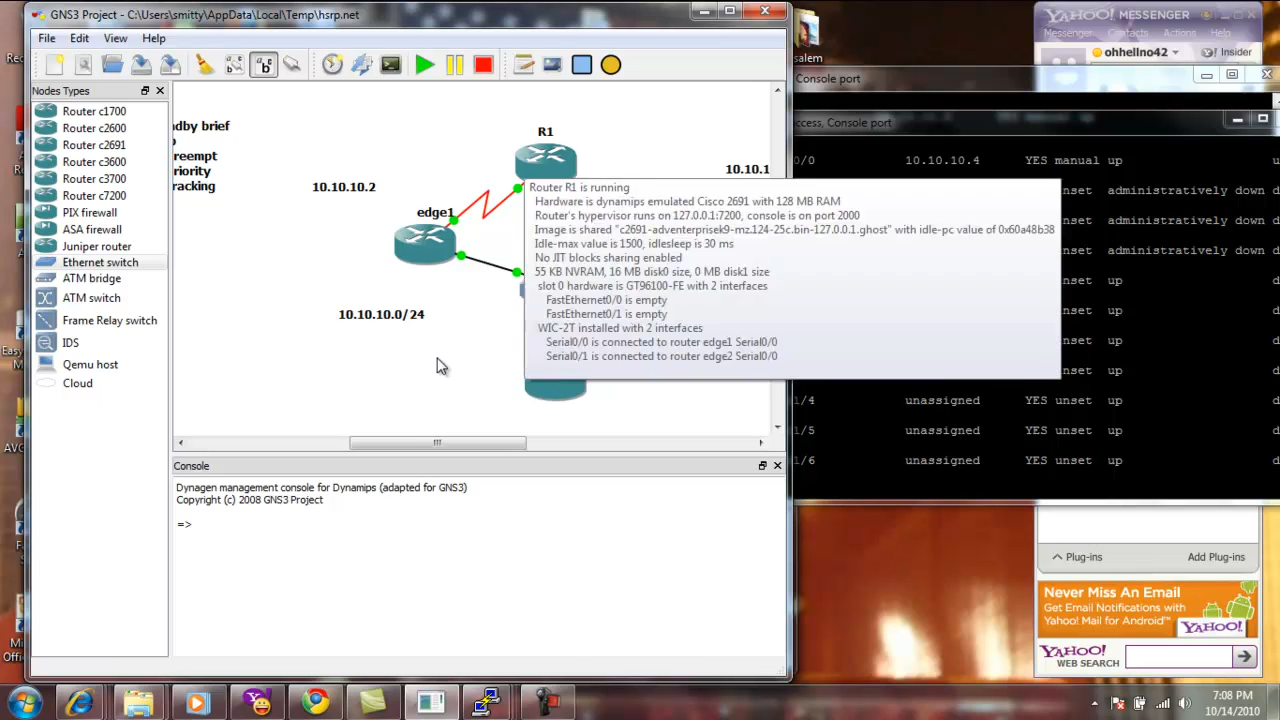 GNS3 Project - C:\Users\smitty\AppData\Local\Temp\hsrp.net
File Edit View Help
Nodes Types
Router c1700
Router c2600
Router c2691
Router c3600
Router c3700
Router c7200
PIX firewall
ASA firewall
Juniper router
Ethernet switch
ATM bridge
ATM switch
Frame Relay switch
IDS
Qemu host
Cloud
ndby brief
reempt
riority
racking
10.10.10.2
R1
10.10.1
edge1
10.10.10.0/24
Router R1 is running
Hardware is dynamips emulated Cisco 2691 with 128 MB RAM
Router's hypervisor runs on 127.0.0.1:7200, console is on port 2000
Image is shared "c2691-adventerprisek9-mz.124-25c.bin-127.0.0.1.ghost" with idle-pc value of 0x60a48b38
Idle-max value is 1500, idlesleep is 30 ms
No JIT blocks sharing enabled
55 KB NVRAM, 16 MB disk0 size, 0 MB disk1 size
slot 0 hardware is GT96100-FE with 2 interfaces
FastEthernet0/0 is empty
FastEthernet0/1 is empty
WIC-2T installed with 2 interfaces
Serial0/0 is connected to router edge1 Serial0/0
Serial0/1 is connected to router edge2 Serial0/0
Console
Dynagen management console for Dynamips (adapted for GNS3)
Copyright (c) 2008 GNS3 Project
=>
salem
YAHOO! MESSENGER
Messenger Contacts Actions Help
ohhellno42
Y! Insider
Console port
ccess, Console port
0/0 10.10.10.4 YES manual up u
nset administratively down d
nset up d
nset administratively down d
nset up
nset up
nset up
nset up d
1/4 unassigned YES unset up d
1/5 unassigned YES unset up d
1/6 unassigned YES unset up d
Plug-ins Add Plug-ins
Never Miss An Email
Get Email Notifications with
Yahoo! Mail for Android™
YAHOO!
YAHOO!
WEB SEARCH
Rec
Easy
AVG
Mi
Offi
7:08 PM
10/14/2010